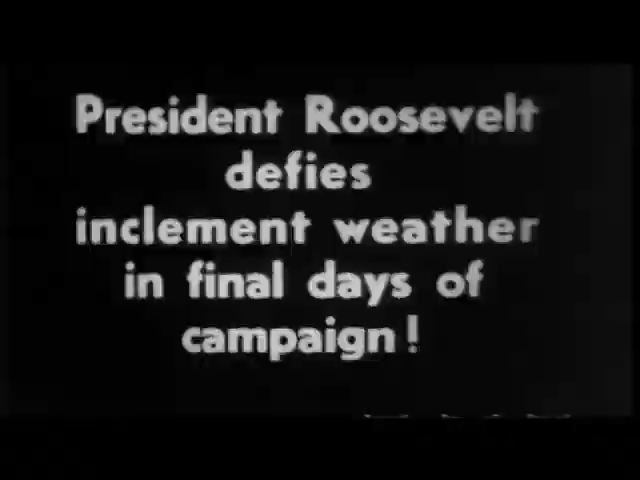 President Roosevelt
defies
inclement weather
in final days of
campaign!